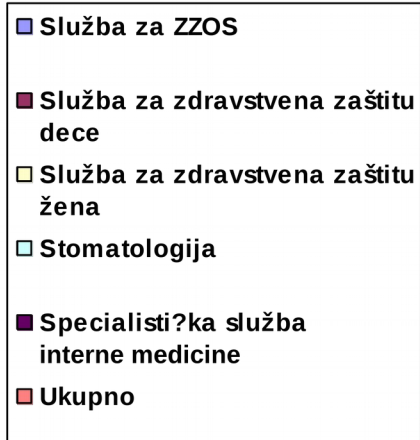 Služba za ZZOS
Služba za zdravstvena zaštitu
dece
Služba za zdravstvena zaštitu
žena
Stomatologija
Specialisti?ka služba
interne medicine
Ukupno